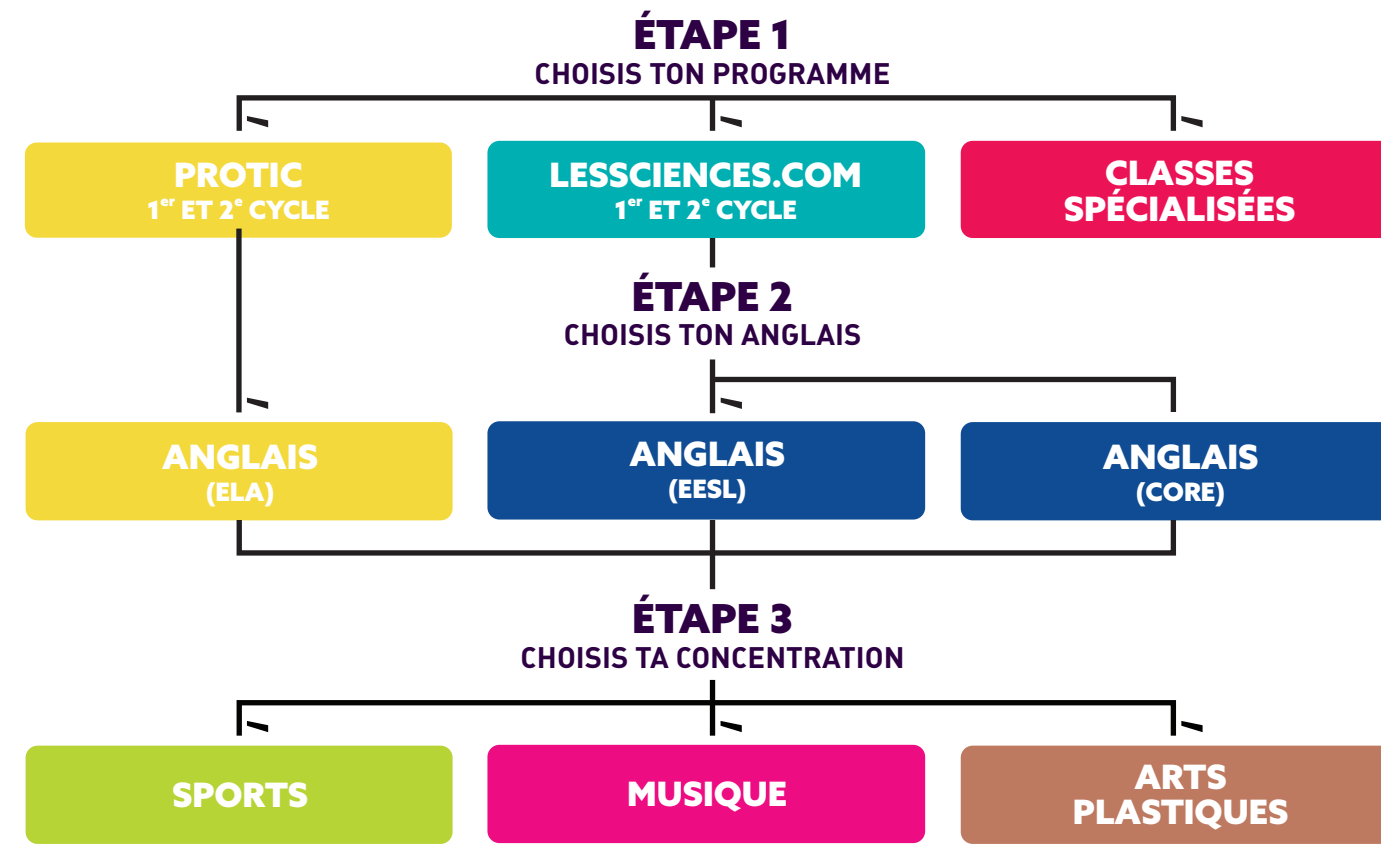 ÉTAPE 1
CHOISIS TON PROGRAMME
PROTIC
1er ET 2e CYCLE
LESSCIENCES.COM
1er ET 2e CYCLE
CLASSES
SPÉCIALISÉES
ÉTAPE 2
CHOISIS TON ANGLAIS
ANGLAIS
(ELA)
ANGLAIS
(EESL)
ANGLAIS
(CORE)
ÉTAPE 3
CHOISIS TA CONCENTRATION
SPORTS
MUSIQUE
ARTS
PLASTIQUES